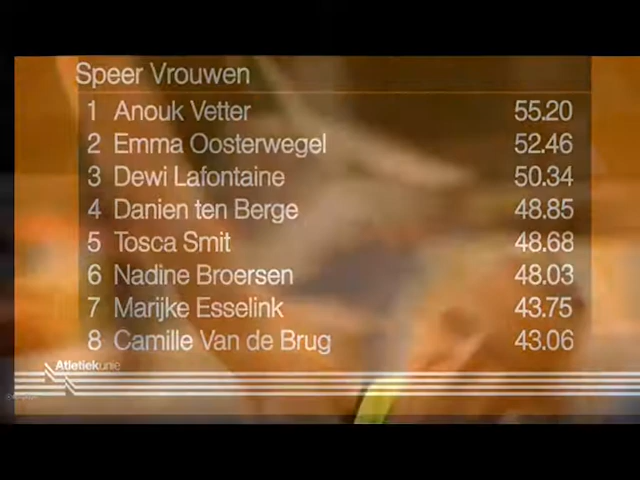 Speer Vrouwen
1 Anouk Vetter 55.20
2 Emma Oosterwegel 52.46
3 Dewi Lafontaine 50.34
4 Danien ten Berge 48.85
5 Tosca Smit 48.68
6 Nadine Broersen 48.03
7 Marijke Esselink 43.75
8 Camille Van de Brug 43.06
Atletiekunie